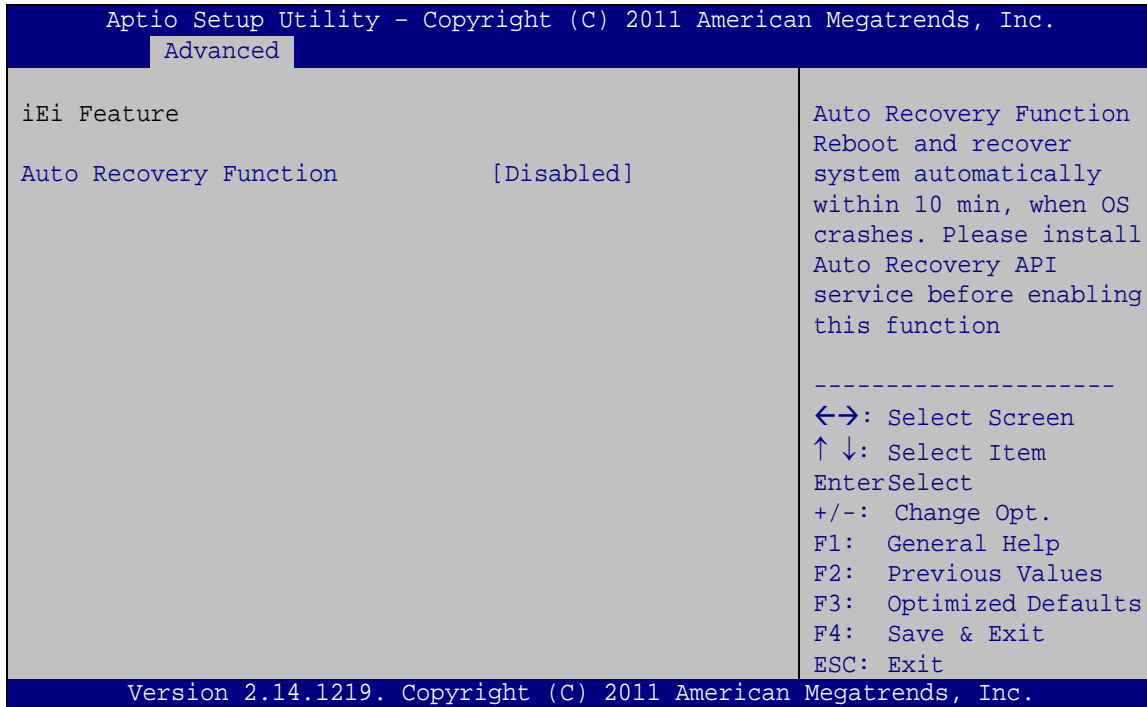 Aptio Setup Utility – Copyright (C) 2011 American Megatrends, Inc.
Advanced
iEi Feature
Auto Recovery Function [Disabled]
Auto Recovery Function
Reboot and recover
system automatically
within 10 min, when OS
crashes. Please install
Auto Recovery API
service before enabling
this function
---------------------
←→: Select Screen
↑ ↓: Select Item
EnterSelect
+/-: Change Opt.
F1: General Help
F2: Previous Values
F3: Optimized Defaults
F4: Save & Exit
ESC: Exit
Version 2.14.1219. Copyright (C) 2011 American Megatrends, Inc.